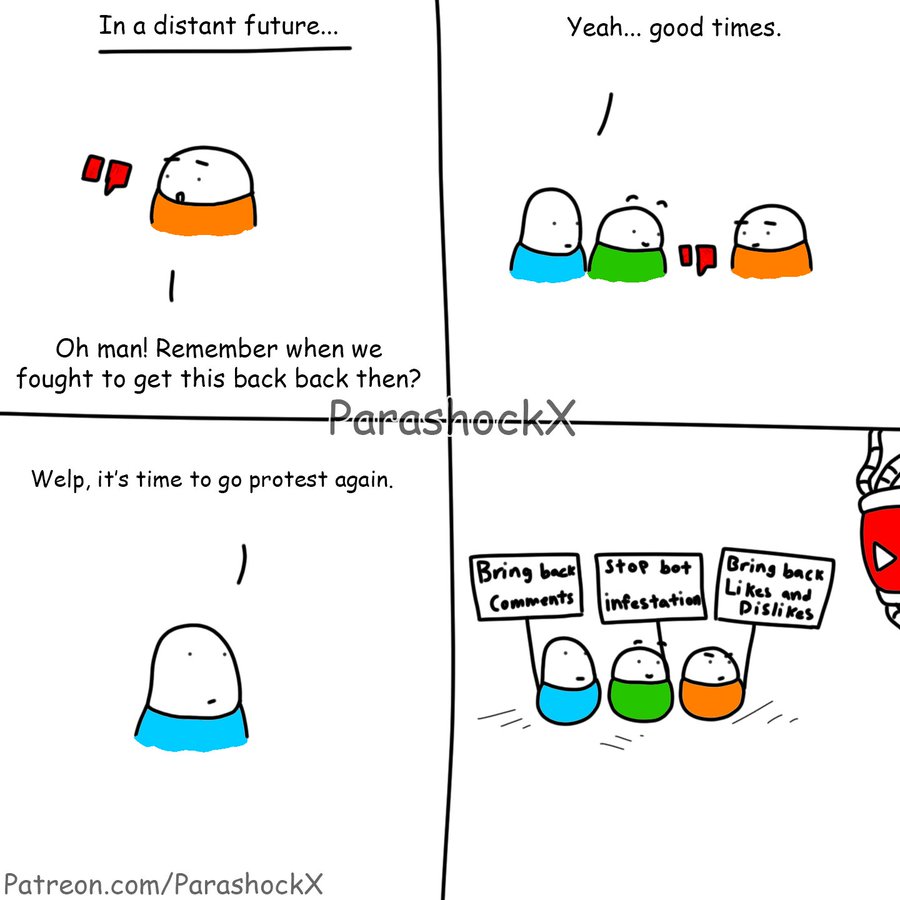 In a distant future...
Oh man! Remember when we
fought to get this back back then?
Yeah... good times.
ParashockX
Welp, it's time to go protest again.
Bring back
Comments
Stop bot
infestation
Bring back
Likes and
Dislikes
Patreon.com/ParashockX